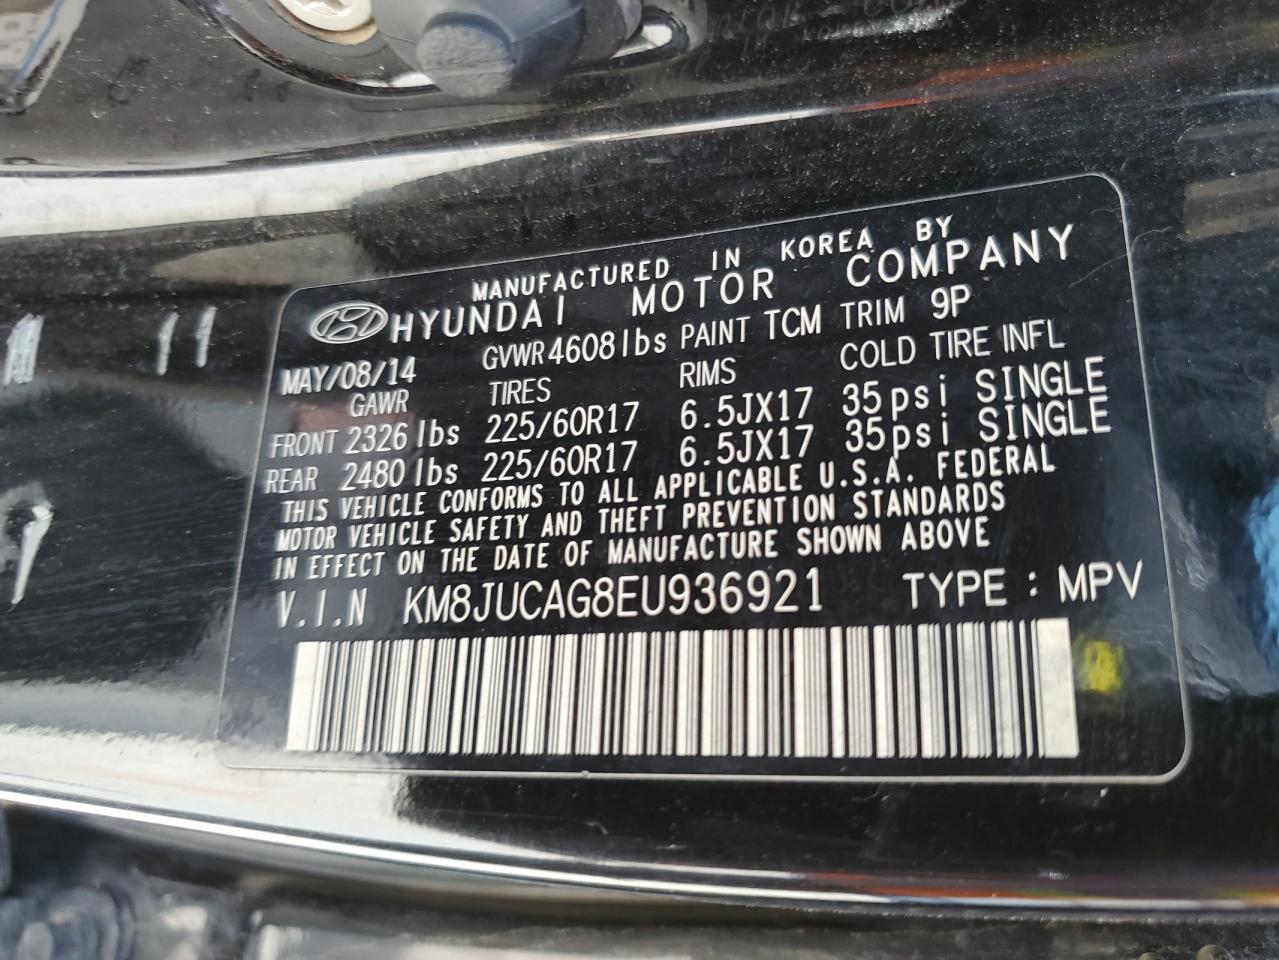 MANUFACTURED IN KOREA BY
HYUNDAI MOTOR COMPANY
MAY/08/14 GVWR 4608lbs PAINT TCM TRIM 9P
GAWR TIRES RIMS COLD TIRE INFL
FRONT 2326 lbs 225/60R17 6.5JX17 35psi SINGLE
REAR 2480 lbs 225/60R17 6.5JX17 35psi SINGLE
THIS VEHICLE CONFORMS TO ALL APPLICABLE U.S.A. FEDERAL
MOTOR VEHICLE SAFETY AND THEFT PREVENTION STANDARDS
IN EFFECT ON THE DATE OF MANUFACTURE SHOWN ABOVE
V.I.N KM8JUCAG8EU936921 TYPE : MPV